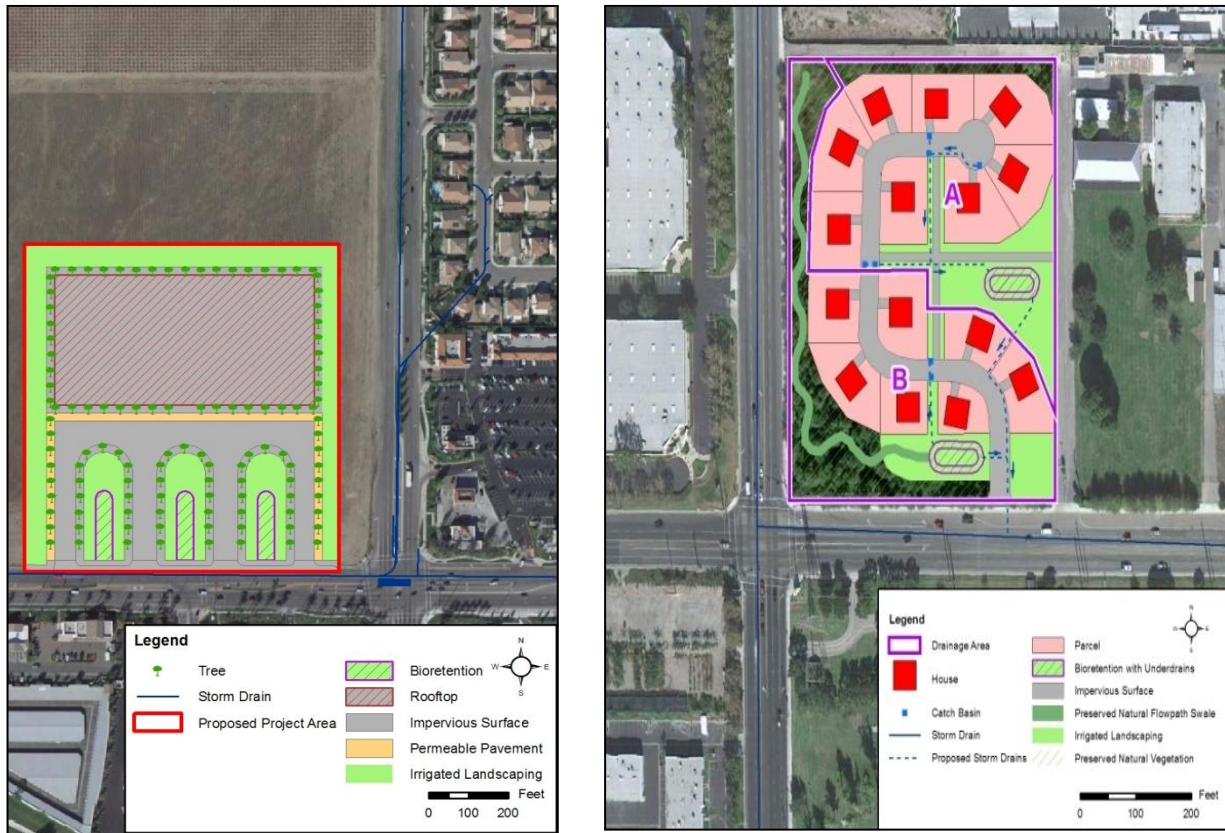 Legend
Tree
Storm Drain
Proposed Project Area
Bioretention
Rooftop
Impervious Surface
Permeable Pavement
Irrigated Landscaping
N
W E
S
Feet
0 100 200
A
B
Legend
Drainage Area
House
Catch Basin
Storm Drain
Proposed Storm Drains
Parcel
Bioretention with Underdrains
Impervious Surface
Preserved Natural Flowpath Swale
Irrigated Landscaping
Preserved Natural Vegetation
N
W E
S
Feet
0 100 200